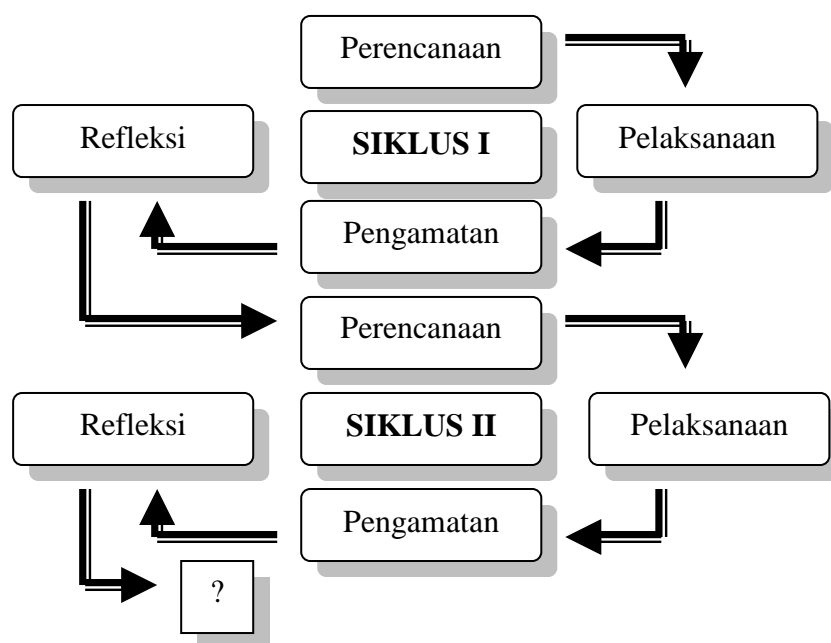 Perencanaan
Refleksi
SIKLUS I
Pelaksanaan
Pengamatan
Perencanaan
Refleksi
SIKLUS II
Pelaksanaan
Pengamatan
?